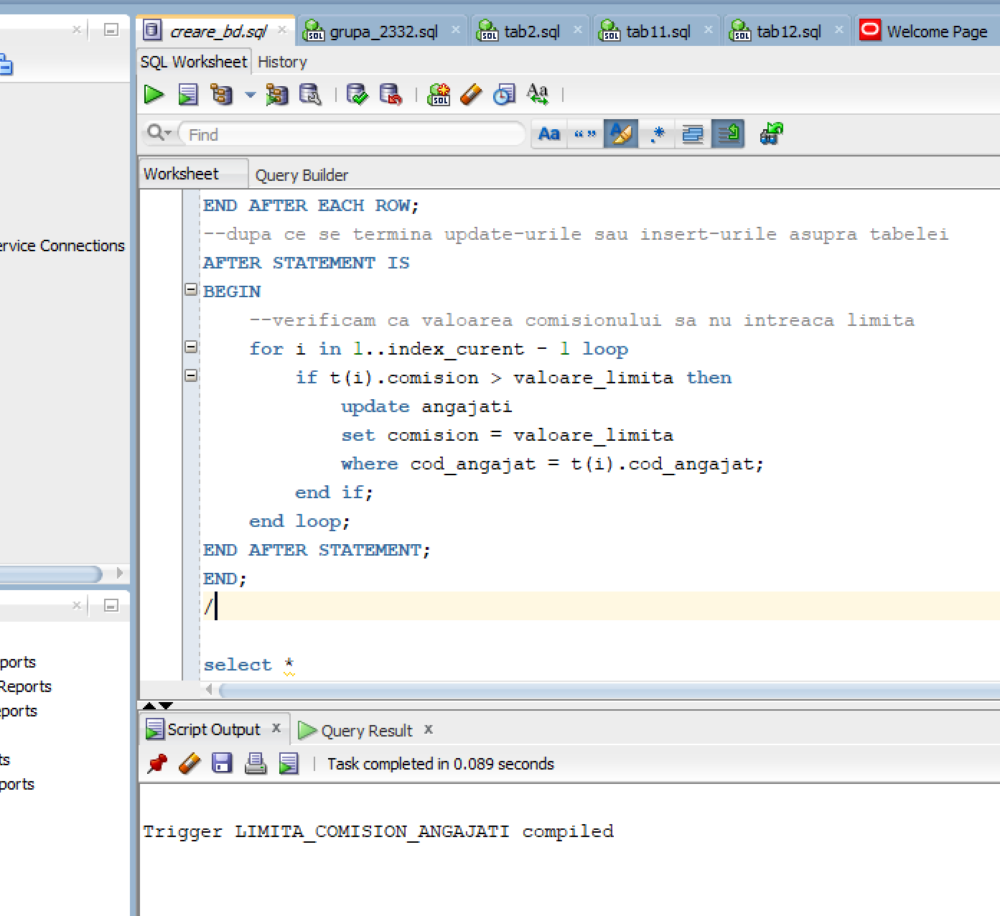 creare_bd.sql
grupa_2332.sql
tab2.sql
tab11.sql
tab12.sql
Welcome Page
SQL Worksheet
History
Find
Worksheet
Query Builder
END AFTER EACH ROW;
--dupa ce se termina update-urile sau insert-urile asupra tabelei
AFTER STATEMENT IS
BEGIN
--verificam ca valoarea comisionului sa nu intreaca limita
for i in 1..index_curent - 1 loop
if t(i).comision > valoare_limita then
update angajati
set comision = valoare_limita
where cod_angajat = t(i).cod_angajat;
end if;
end loop;
END AFTER STATEMENT;
END;
/
select *
Script Output
Query Result
Task completed in 0.089 seconds
Trigger LIMITA_COMISION_ANGAJATI compiled
ervice Connections
ports
Reports
eports
ts
ports